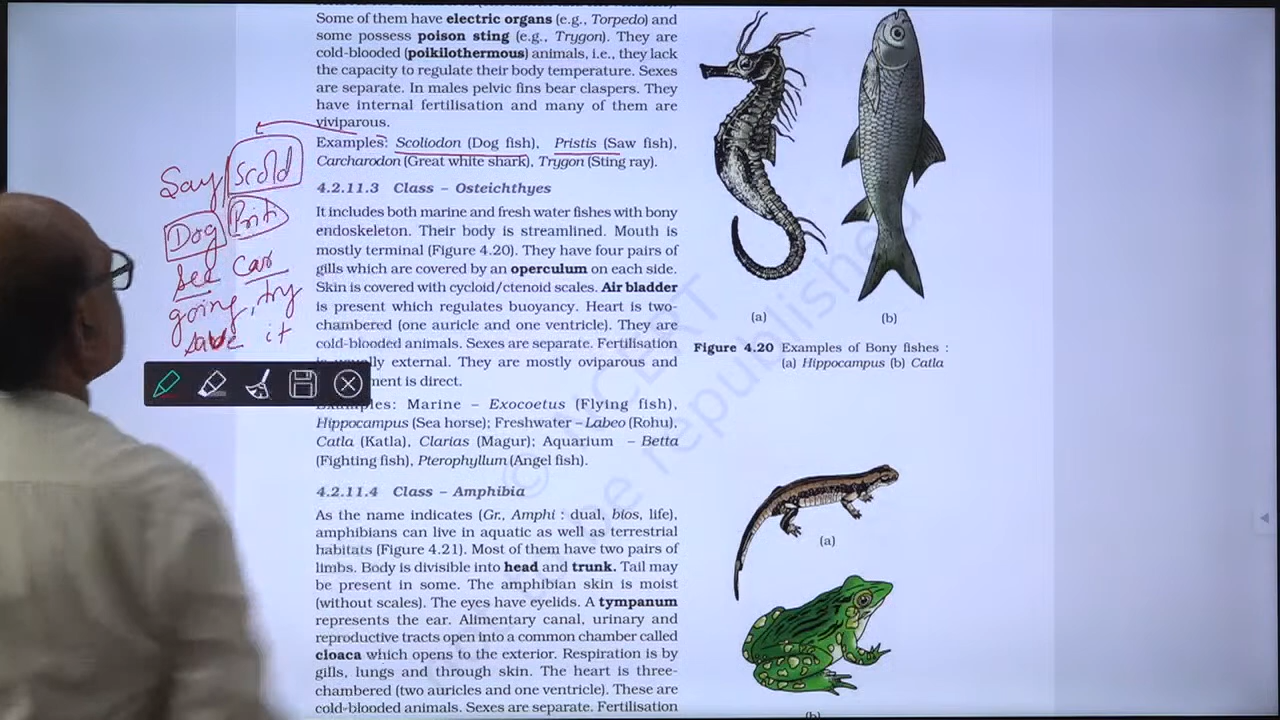 Some of them have electric organs (e.g., Torpedo) and
some possess poison sting (e.g., Trygon). They are
cold-blooded (poikilothermous) animals, i.e., they lack
the capacity to regulate their body temperature. Sexes
are separate. In males pelvic fins bear claspers. They
have internal fertilisation and many of them are
viviparous.
Examples: Scoliodon (Dog fish), Pristis (Saw fish),
Carcharodon (Great white shark), Trygon (Sting ray).
Say Scold
Dog Priti
See Car
going, try
it
4.2.11.3 Class – Osteichthyes
It includes both marine and fresh water fishes with bony
endoskeleton. Their body is streamlined. Mouth is
mostly terminal (Figure 4.20). They have four pairs of
gills which are covered by an operculum on each side.
Skin is covered with cycloid/ctenoid scales. Air bladder
is present which regulates buoyancy. Heart is two-
chambered (one auricle and one ventricle). They are
cold-blooded animals. Sexes are separate. Fertilisation
lly external. They are mostly oviparous and
ment is direct.
Examples: Marine – Exocoetus (Flying fish),
Hippocampus (Sea horse); Freshwater – Labeo (Rohu),
Catla (Katla), Clarias (Magur); Aquarium – Betta
(Fighting fish), Pterophyllum (Angel fish).
4.2.11.4 Class – Amphibia
As the name indicates (Gr., Amphi : dual, bios, life),
amphibians can live in aquatic as well as terrestrial
habitats (Figure 4.21). Most of them have two pairs of
limbs. Body is divisible into head and trunk. Tail may
be present in some. The amphibian skin is moist
(without scales). The eyes have eyelids. A tympanum
represents the ear. Alimentary canal, urinary and
reproductive tracts open into a common chamber called
cloaca which opens to the exterior. Respiration is by
gills, lungs and through skin. The heart is three-
chambered (two auricles and one ventricle). These are
cold-blooded animals. Sexes are separate. Fertilisation
(a) (b)
Figure 4.20 Examples of Bony fishes :
(a) Hippocampus (b) Catla
(a)
(b)
© NCERT
be republished